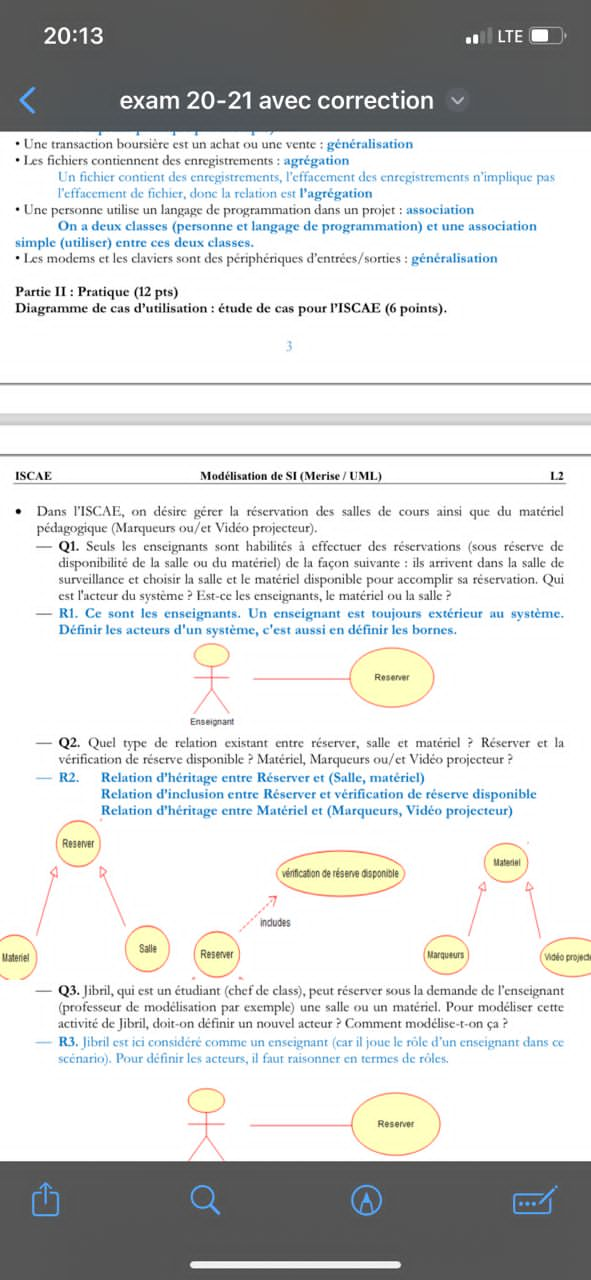 20:13
LTE
exam 20-21 avec correction
• Une transaction boursière est un achat ou une vente : généralisation
• Les fichiers contiennent des enregistrements : agrégation
Un fichier contient des enregistrements, l'effacement des enregistrements n'implique pas
l'effacement de fichier, donc la relation est l'agrégation
• Une personne utilise un langage de programmation dans un projet : association
On a deux classes (personne et langage de programmation) et une association
simple (utiliser) entre ces deux classes.
• Les modems et les claviers sont des périphériques d'entrées/sorties : généralisation
Partie II : Pratique (12 pts)
Diagramme de cas d'utilisation : étude de cas pour l'ISCAE (6 points).
3
ISCAE Modélisation de SI (Merise / UML) L2
• Dans l'ISCAE, on désire gérer la réservation des salles de cours ainsi que du matériel
pédagogique (Marqueurs ou/et Vidéo projecteur).
— Q1. Seuls les enseignants sont habilités à effectuer des réservations (sous réserve de
disponibilité de la salle ou du matériel) de la façon suivante : ils arrivent dans la salle de
surveillance et choisir la salle et le matériel disponible pour accomplir sa réservation. Qui
est l'acteur du système ? Est-ce les enseignants, le matériel ou la salle ?
— R1. Ce sont les enseignants. Un enseignant est toujours extérieur au système.
Définir les acteurs d'un système, c'est aussi en définir les bornes.
Reserver
Enseignant
— Q2. Quel type de relation existant entre réserver, salle et matériel ? Réserver et la
vérification de réserve disponible ? Matériel, Marqueurs ou/et Vidéo projecteur ?
— R2. Relation d'héritage entre Réserver et (Salle, matériel)
Relation d'inclusion entre Réserver et vérification de réserve disponible
Relation d'héritage entre Matériel et (Marqueurs, Vidéo projecteur)
Reserver
Materiel
vérification de réserve disponible
includes
Materiel
Salle
Reserver
Marqueurs
Vidéo projecte
— Q3. Jibril, qui est un étudiant (chef de class), peut réserver sous la demande de l'enseignant
(professeur de modélisation par exemple) une salle ou un matériel. Pour modéliser cette
activité de Jibril, doit-on définir un nouvel acteur ? Comment modélise-t-on ça ?
— R3. Jibril est ici considéré comme un enseignant (car il joue le rôle d'un enseignant dans ce
scénario). Pour définir les acteurs, il faut raisonner en termes de rôles.
Reserver